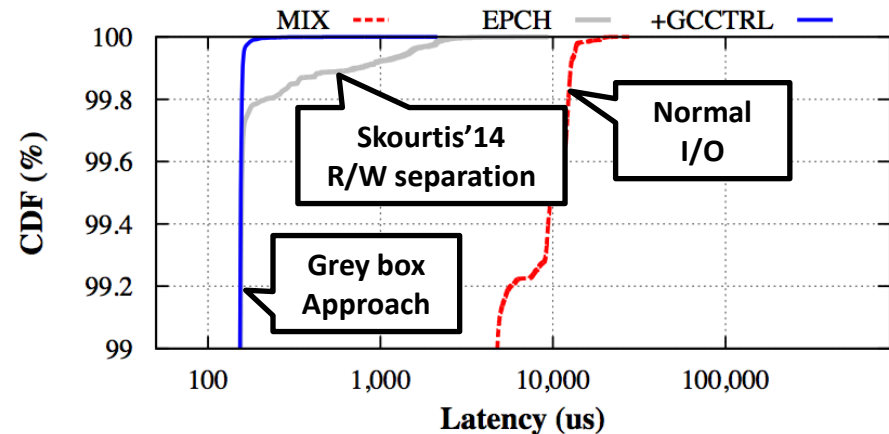 MIX EPCH +GCCTRL
100
99.8
99.6
99.4
99.2
99
CDF (%)
Skourtis’14
R/W separation
Normal
I/O
Grey box
Approach
100 1,000 10,000 100,000
Latency (us)